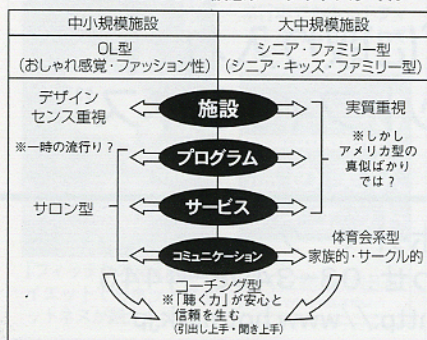 中小規模施設
大中規模施設
OL型
(おしゃれ感覚・ファッション性)
シニア・ファミリー型
(シニア・キッズ・ファミリー型)
デザイン
センス重視
施設
実質重視
※一時の流行り?
プログラム
※しかし
アメリカ型の
真似ばかり
では?
サロン型
サービス
コミュニケーション
体育会系型
家族的・サークル的
コーチング型
※「聴く力」が安心と
信頼を生む
(引出し上手・聞き上手)